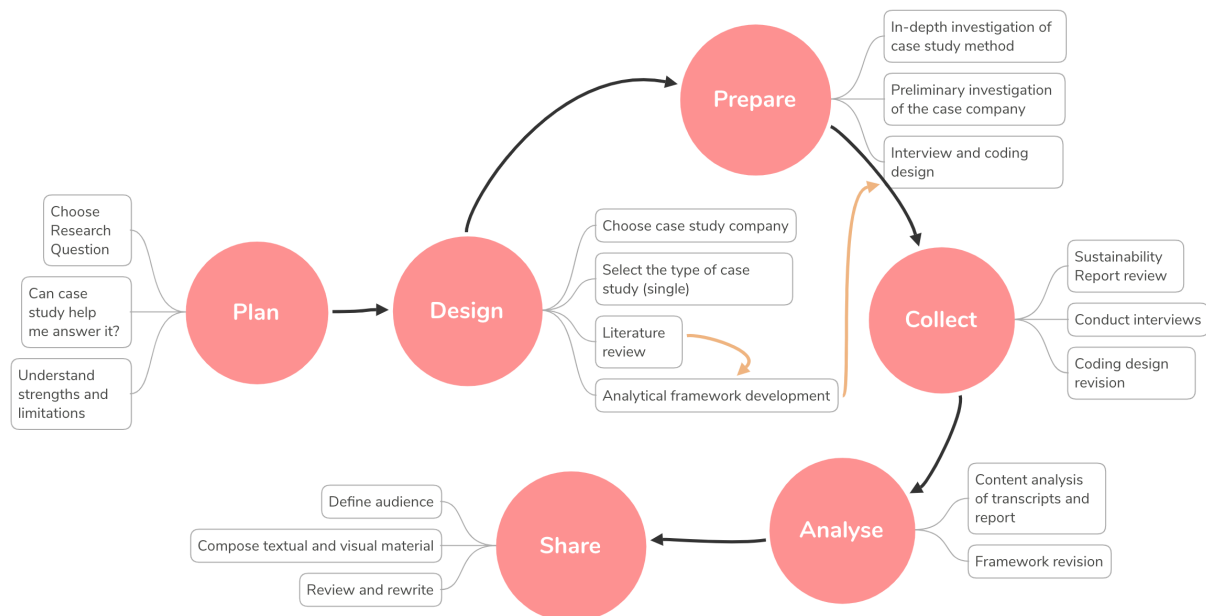 Plan
Choose
Research
Question
Can case
study help
me answer it?
Understand
strengths and
limitations
Design
Choose case study company
Select the type of case
study (single)
Literature
review
Analytical framework development
Prepare
In-depth investigation of
case study method
Preliminary investigation
of the case company
Interview and coding
design
Collect
Sustainability
Report review
Conduct interviews
Coding design
revision
Analyse
Content analysis
of transcripts and
report
Framework revision
Share
Define audience
Compose textual and visual material
Review and rewrite